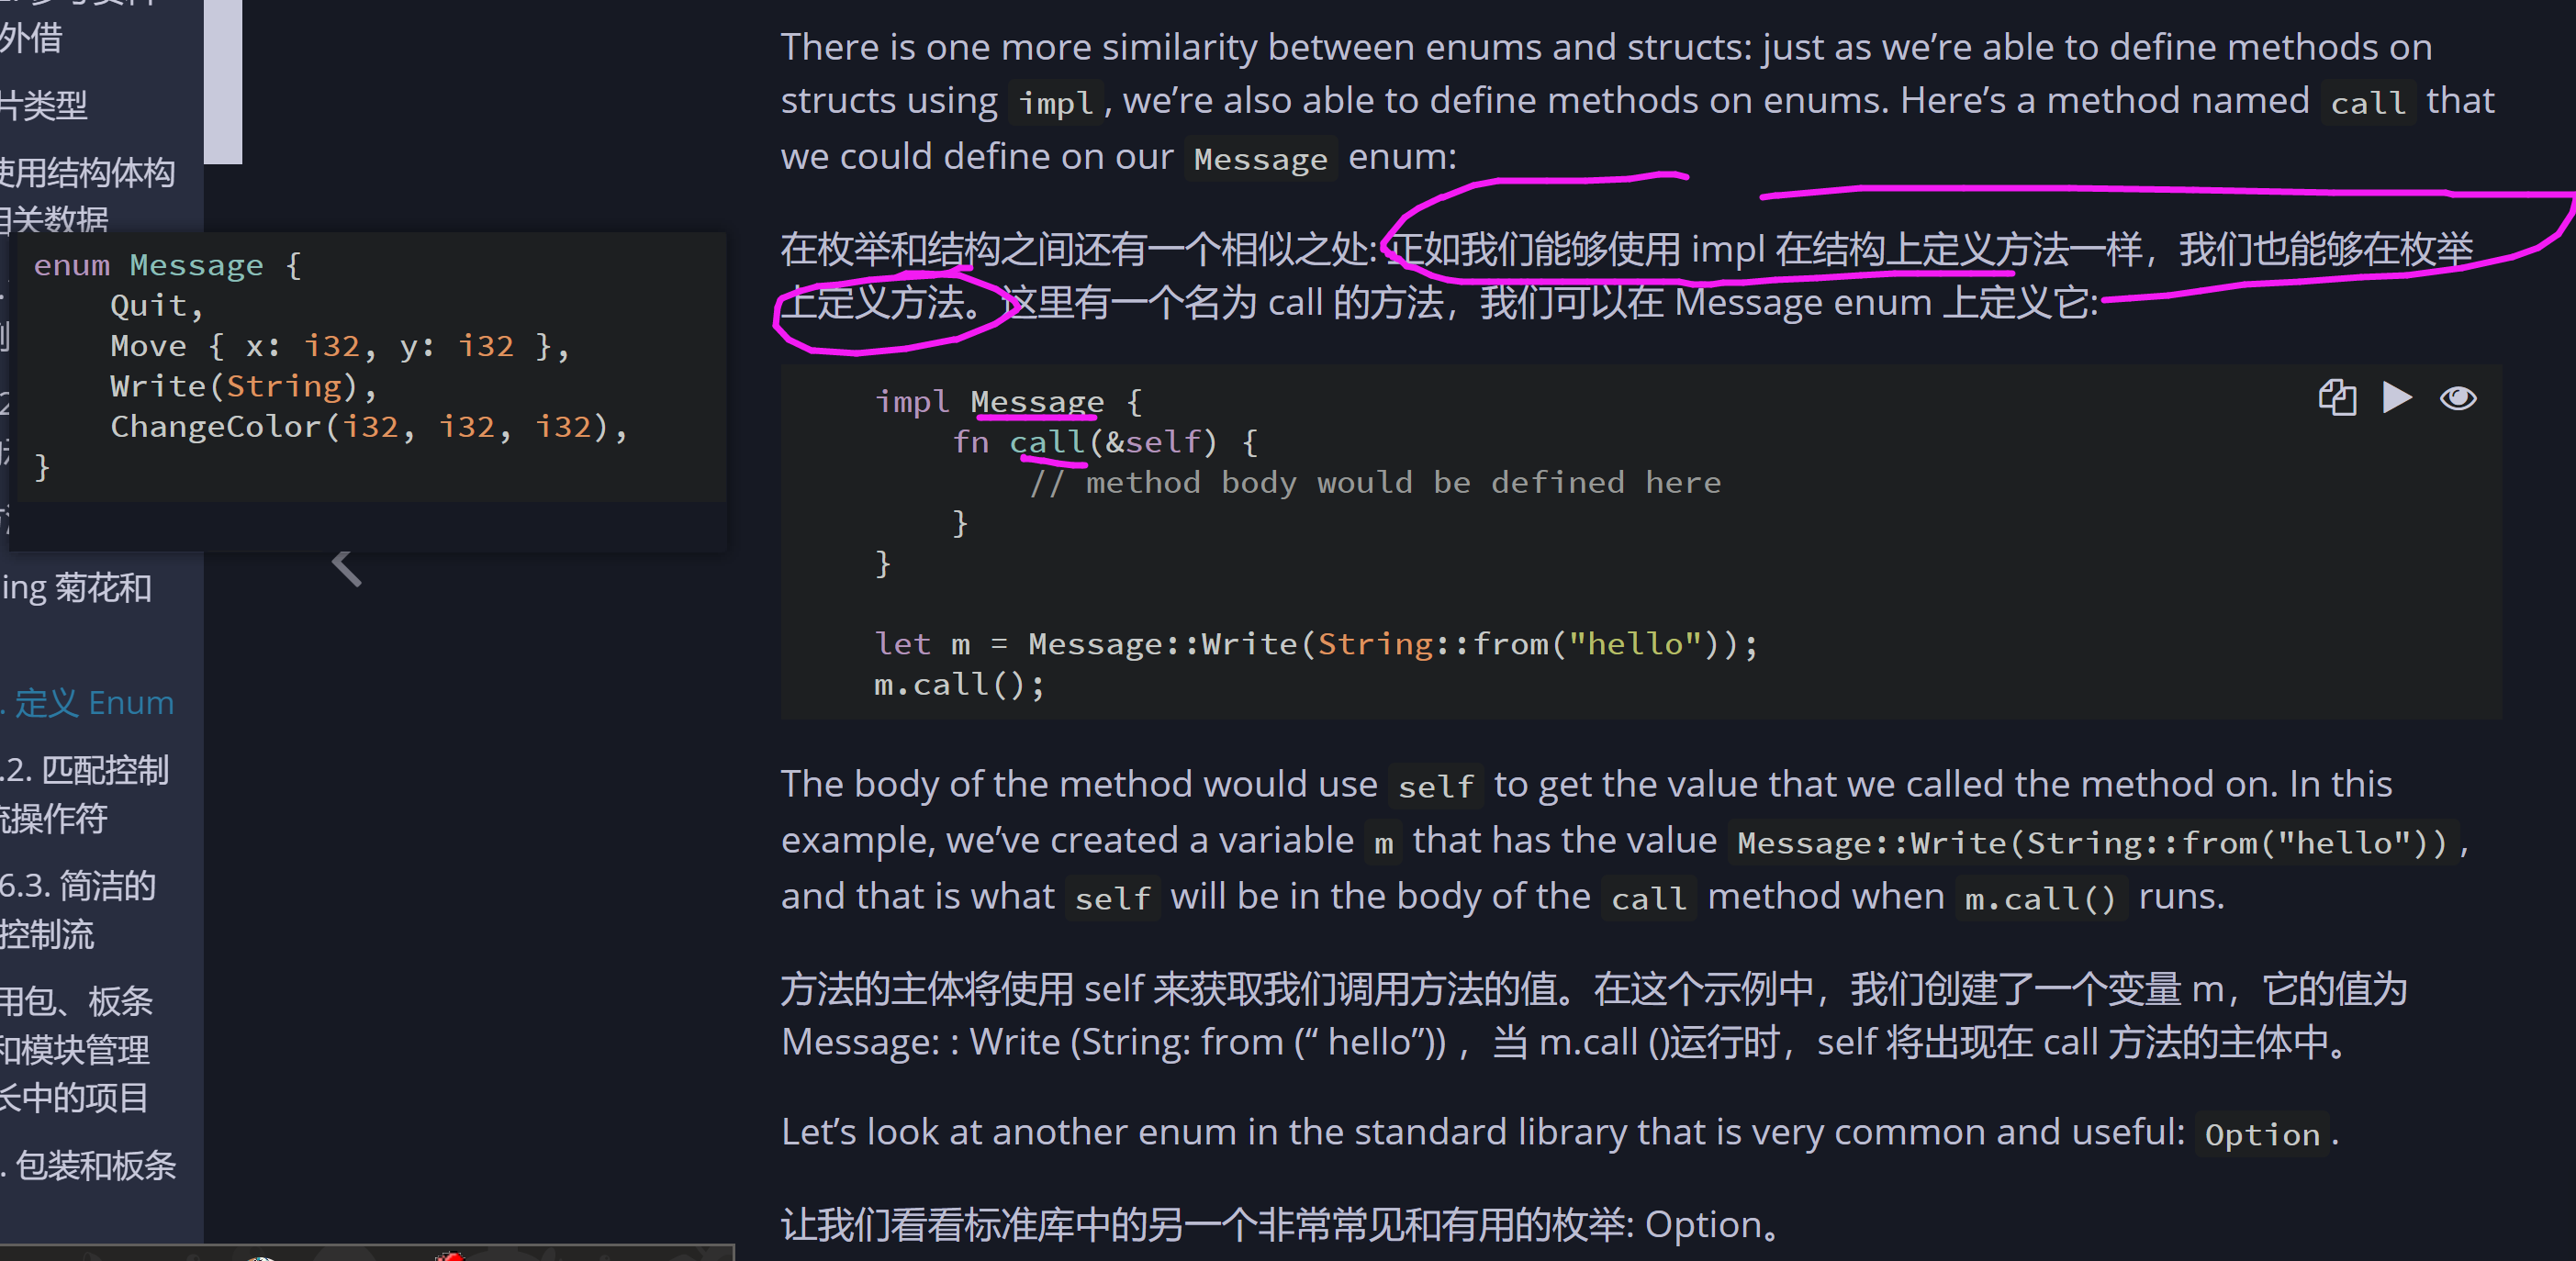 外借
片类型
使用结构体构
相关数据
enum Message {
    Quit,
    Move { x: i32, y: i32 },
    Write(String),
    ChangeColor(i32, i32, i32),
}
ing 菊花和
. 定义 Enum
.2. 匹配控制
流操作符
6.3. 简洁的
控制流
用包、板条
和模块管理
长中的项目
. 包装和板条
There is one more similarity between enums and structs: just as we’re able to define methods on
structs using impl, we’re also able to define methods on enums. Here’s a method named call that
we could define on our Message enum:
在枚举和结构之间还有一个相似之处: 正如我们能够使用 impl 在结构上定义方法一样，我们也能够在枚举
上定义方法。这里有一个名为 call 的方法，我们可以在 Message enum 上定义它:
impl Message {
    fn call(&self) {
        // method body would be defined here
    }
}
let m = Message::Write(String::from("hello"));
m.call();
The body of the method would use self to get the value that we called the method on. In this
example, we’ve created a variable m that has the value Message::Write(String::from("hello")),
and that is what self will be in the body of the call method when m.call() runs.
方法的主体将使用 self 来获取我们调用方法的值。在这个示例中，我们创建了一个变量 m，它的值为
Message: : Write (String: from (“ hello”)) ，当 m.call ()运行时，self 将出现在 call 方法的主体中。
Let’s look at another enum in the standard library that is very common and useful: Option.
让我们看看标准库中的另一个非常常见和有用的枚举: Option。